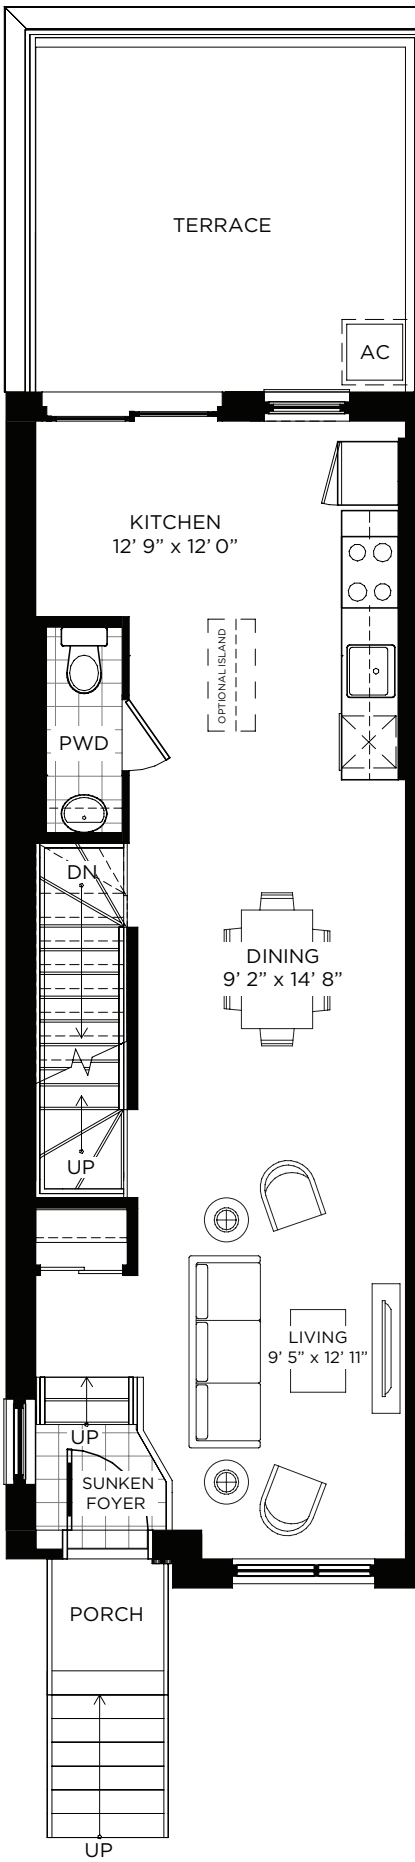 TERRACE
AC
KITCHEN
12' 9" x 12' 0"
OPTIONAL ISLAND
PWD
DN
DINING
9' 2" x 14' 8"
UP
LIVING
9' 5" x 12' 11"
UP
SUNKEN
FOYER
PORCH
UP